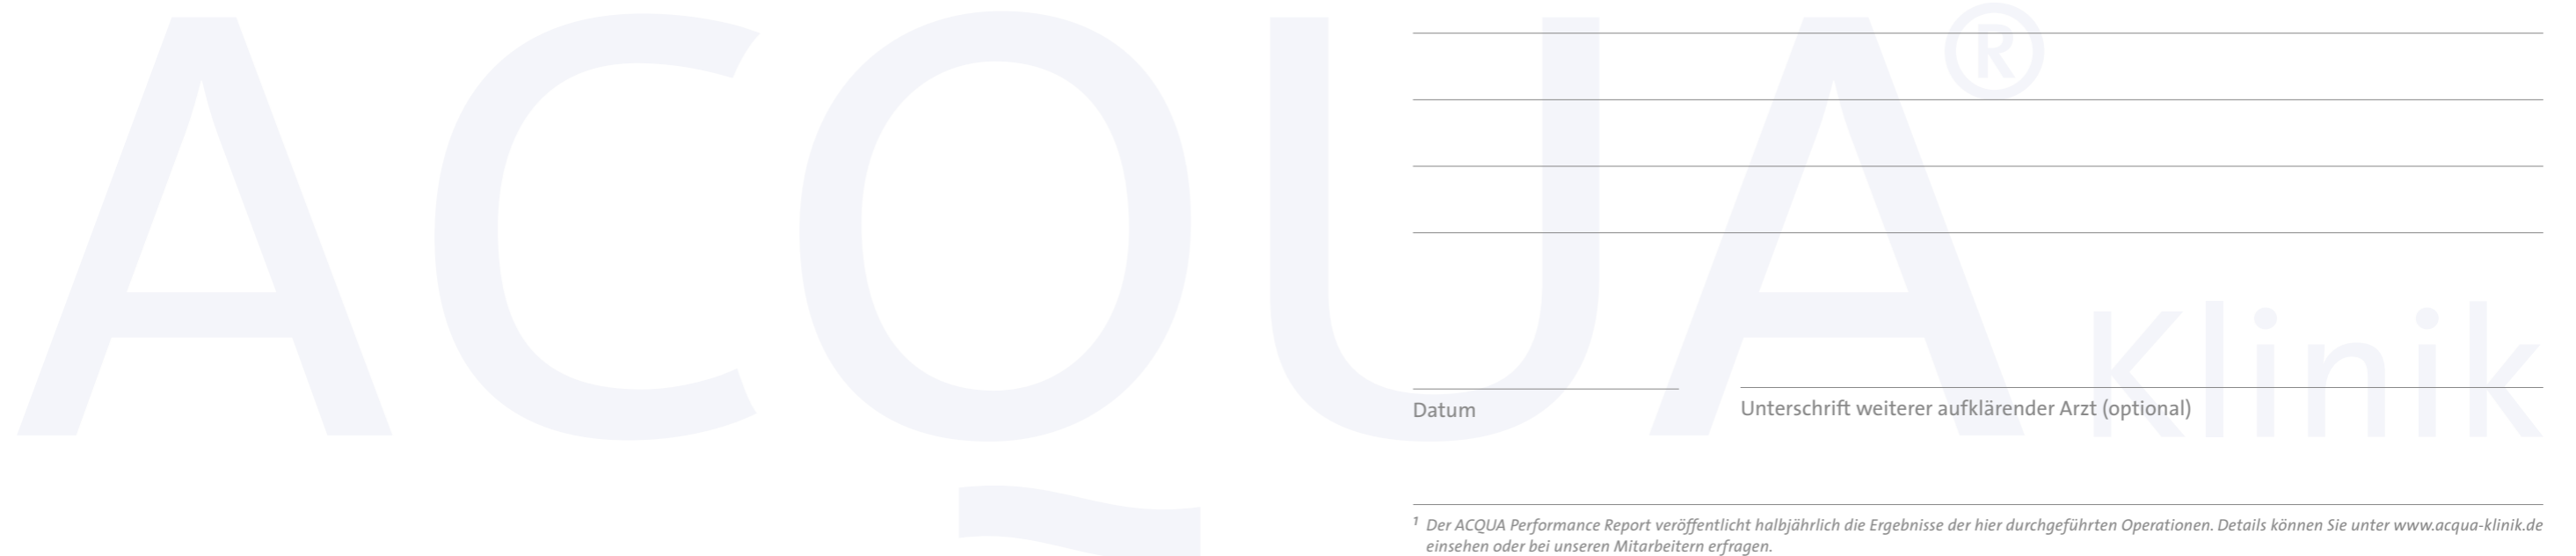 ACQUA®
Klinik
Datum
Unterschrift weiterer aufklärender Arzt (optional)
¹ Der ACQUA Performance Report veröffentlicht halbjährlich die Ergebnisse der hier durchgeführten Operationen. Details können Sie unter www.acqua-klinik.de
einsehen oder bei unseren Mitarbeitern erfragen.